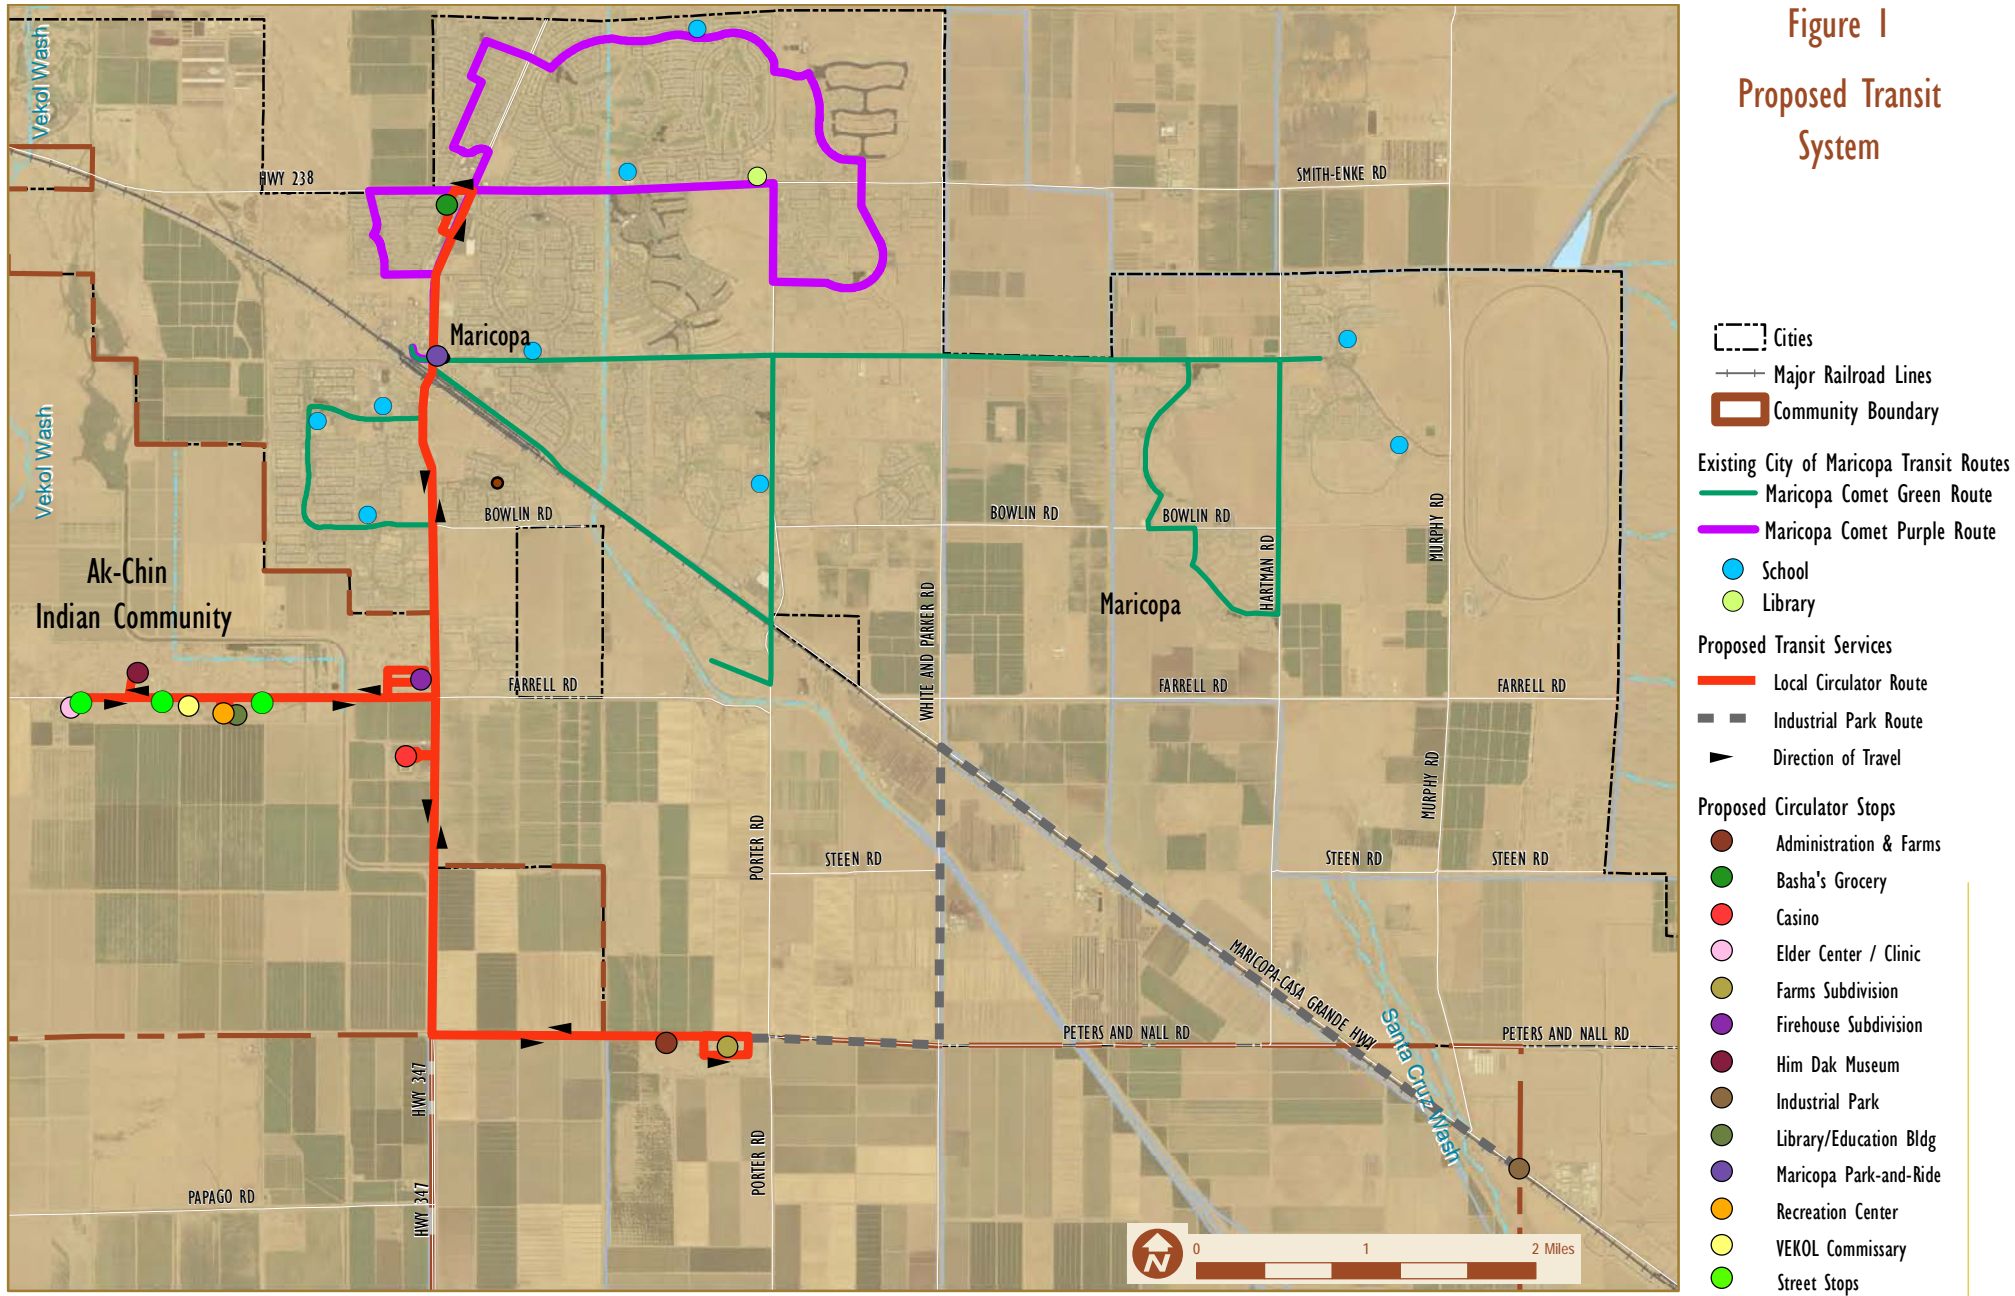 Figure 1
Proposed Transit
System
Cities
Major Railroad Lines
Community Boundary
Existing City of Maricopa Transit Routes
Maricopa Comet Green Route
Maricopa Comet Purple Route
School
Library
Proposed Transit Services
Local Circulator Route
Industrial Park Route
Direction of Travel
Proposed Circulator Stops
Administration & Farms
Basha's Grocery
Casino
Elder Center / Clinic
Farms Subdivision
Firehouse Subdivision
Him Dak Museum
Industrial Park
Library/Education Bldg
Maricopa Park-and-Ride
Recreation Center
VEKOL Commissary
Street Stops
Vekol Wash
HWY 238
SMITH-ENKE RD
Maricopa
Vekol Wash
BOWLIN RD
BOWLIN RD
BOWLIN RD
MURPHY RD
HARTMAN RD
Ak-Chin
Indian Community
Maricopa
WHITE AND PARKER RD
FARRELL RD
FARRELL RD
FARRELL RD
MURPHY RD
PORTER RD
STEEN RD
STEEN RD
STEEN RD
MARICOPA-CASA GRANDE HWY
Santa Cruz Wash
PETERS AND NALL RD
PETERS AND NALL RD
HWY 347
PORTER RD
PAPAGO RD
HWY 347
N
0 1 2 Miles